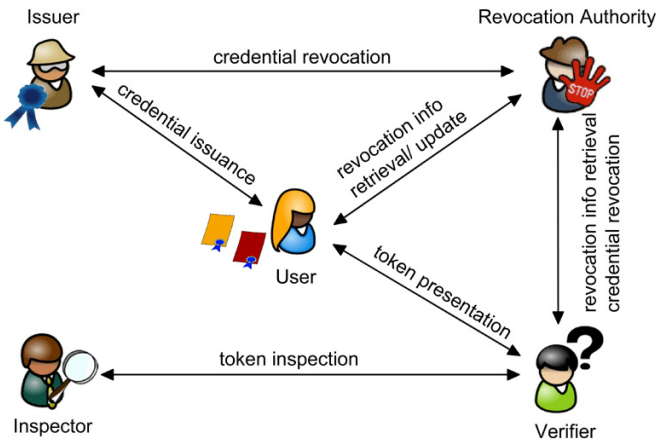 Issuer
Revocation Authority
credential revocation
STOP
credential issuance
revocation info
retrieval/ update
revocation info retrieval
credential revocation
User
token presentation
token inspection
?
Inspector
Verifier